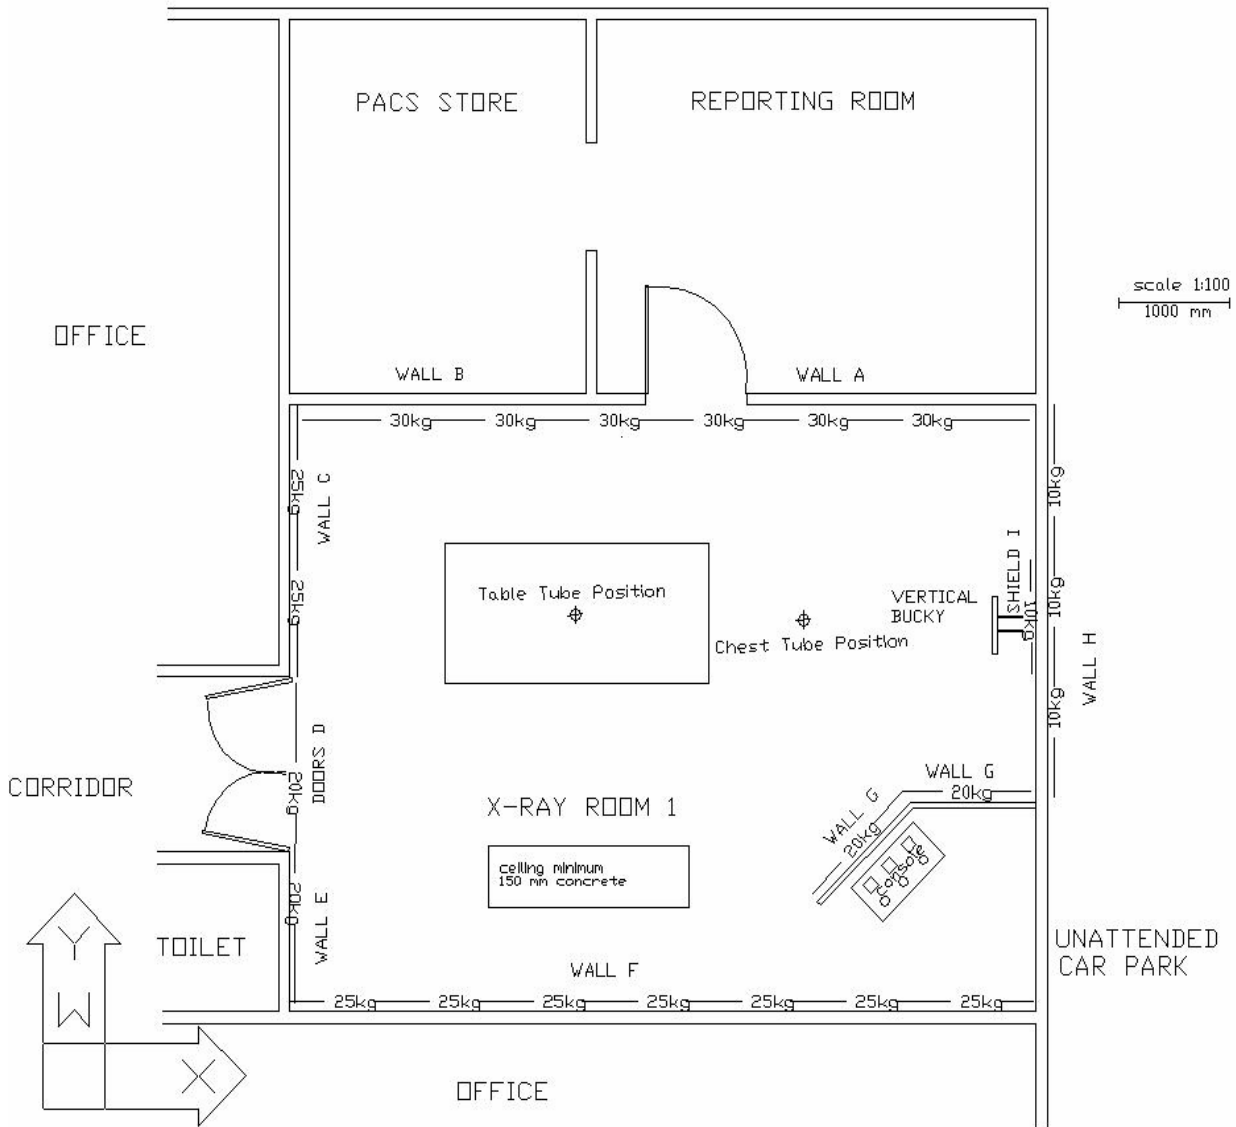 PACS STORE
REPORTING ROOM
scale 1:100
1000 mm
OFFICE
WALL B
WALL A
30kg
30kg
30kg
30kg
30kg
30kg
25kg
WALL C
25kg
10kg
10kg
10kg
SHIELD I
10kg
WALL H
Table Tube Position
VERTICAL
BUCKY
Chest Tube Position
DOORS D
20kg
CORRIDOR
X-RAY ROOM 1
WALL G
20kg
WALL G
20kg
console
ceiling minimum
150 mm concrete
20kg
WALL E
TOILET
Y
W
X
WALL F
UNATTENDED
CAR PARK
25kg
25kg
25kg
25kg
25kg
25kg
25kg
OFFICE